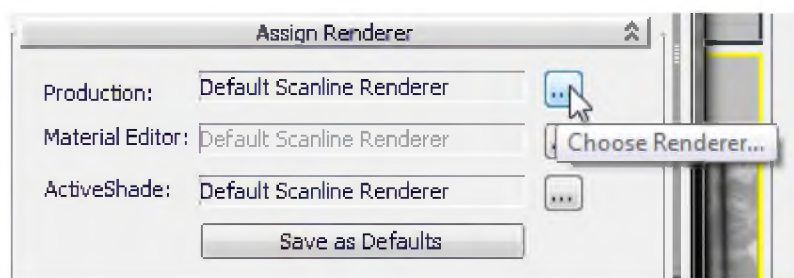 Assign Renderer
Production: Default Scanline Renderer ...
Material Editor: Default Scanline Renderer
Choose Renderer...
ActiveShade: Default Scanline Renderer ...
Save as Defaults